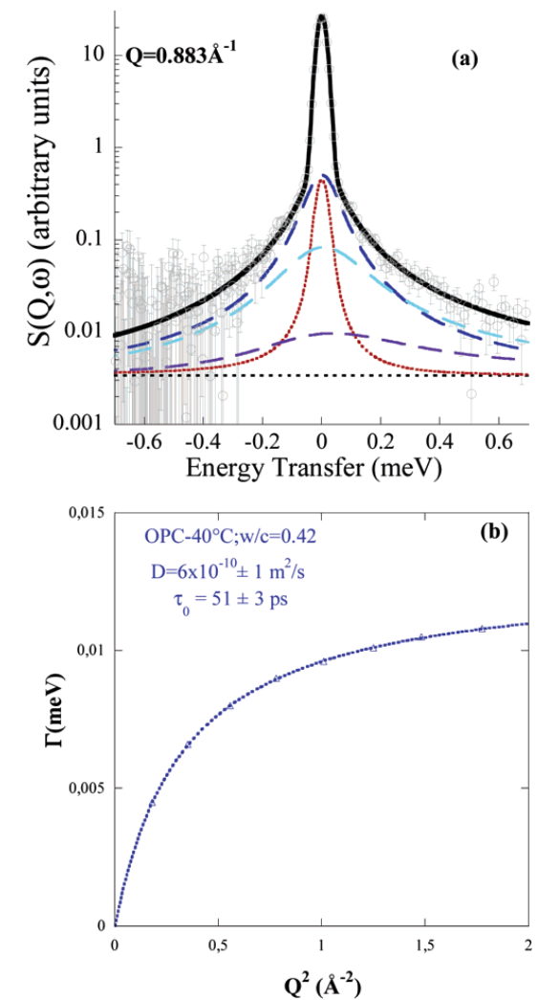 Q=0.883Å⁻¹
(a)
S(Q,ω) (arbitrary units)
10
1
0.1
0.01
0.001
-0.6 -0.4 -0.2 0 0.2 0.4 0.6
Energy Transfer (meV)
(b)
OPC-40°C;w/c=0.42
D=6x10⁻¹⁰± 1 m²/s
τ₀ = 51 ± 3 ps
Γ(meV)
0,015
0,01
0,005
0
0 0,5 1 1,5 2
Q² (Å⁻²)